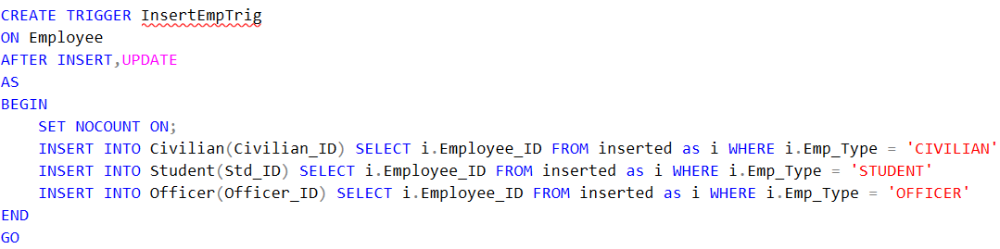 CREATE TRIGGER InsertEmpTrig
ON Employee
AFTER INSERT,UPDATE
AS
BEGIN
    SET NOCOUNT ON;
    INSERT INTO Civilian(Civilian_ID) SELECT i.Employee_ID FROM inserted as i WHERE i.Emp_Type = 'CIVILIAN'
    INSERT INTO Student(Std_ID) SELECT i.Employee_ID FROM inserted as i WHERE i.Emp_Type = 'STUDENT'
    INSERT INTO Officer(Officer_ID) SELECT i.Employee_ID FROM inserted as i WHERE i.Emp_Type = 'OFFICER'
END
GO